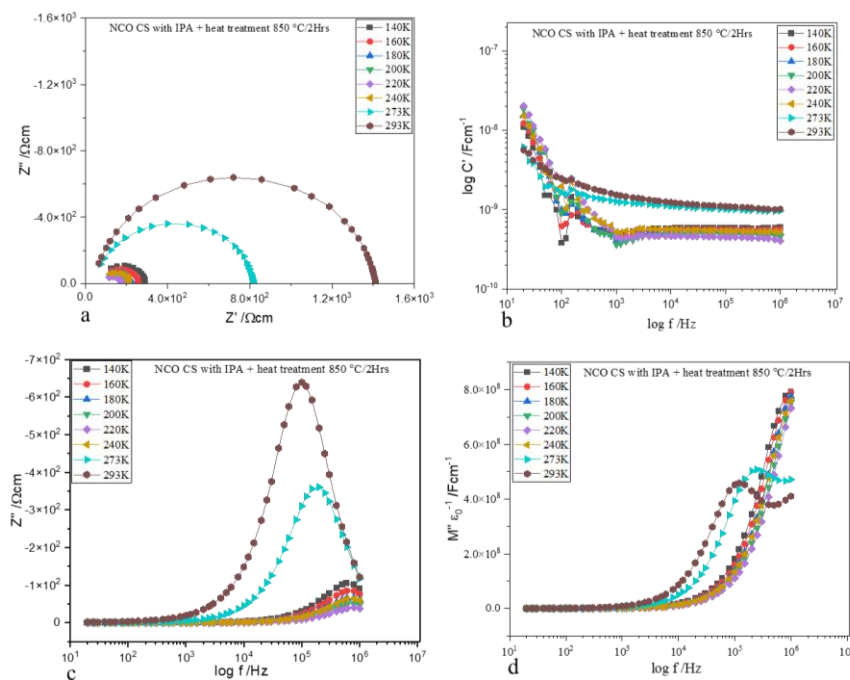 NCO CS with IPA + heat treatment 850 °C/2Hrs
140K
160K
180K
200K
220K
240K
273K
293K
-1.6×10³
-1.2×10³
-8.0×10²
-4.0×10²
0.0
Z'' /Ωcm
0.0 4.0×10² 8.0×10² 1.2×10³ 1.6×10³
Z' /Ωcm
a
NCO CS with IPA + heat treatment 850 °C/2Hrs
140K
160K
180K
200K
220K
240K
273K
293K
10⁻⁷
10⁻⁸
10⁻⁹
10⁻¹⁰
log C' /Fcm⁻¹
10¹ 10² 10³ 10⁴ 10⁵ 10⁶ 10⁷
log f /Hz
b
NCO CS with IPA + heat treatment 850 °C/2Hrs
140K
160K
180K
200K
220K
240K
273K
293K
-7×10²
-6×10²
-5×10²
-4×10²
-3×10²
-2×10²
-1×10²
0
Z'' /Ωcm
10¹ 10² 10³ 10⁴ 10⁵ 10⁶ 10⁷
log f /Hz
c
NCO CS with IPA + heat treatment 850 °C/2Hrs
140K
160K
180K
200K
220K
240K
273K
293K
8.0×10⁸
6.0×10⁸
4.0×10⁸
2.0×10⁸
0.0
M'' ε₀⁻¹ /Fcm⁻¹
10¹ 10² 10³ 10⁴ 10⁵ 10⁶ 10⁷
log f /Hz
d